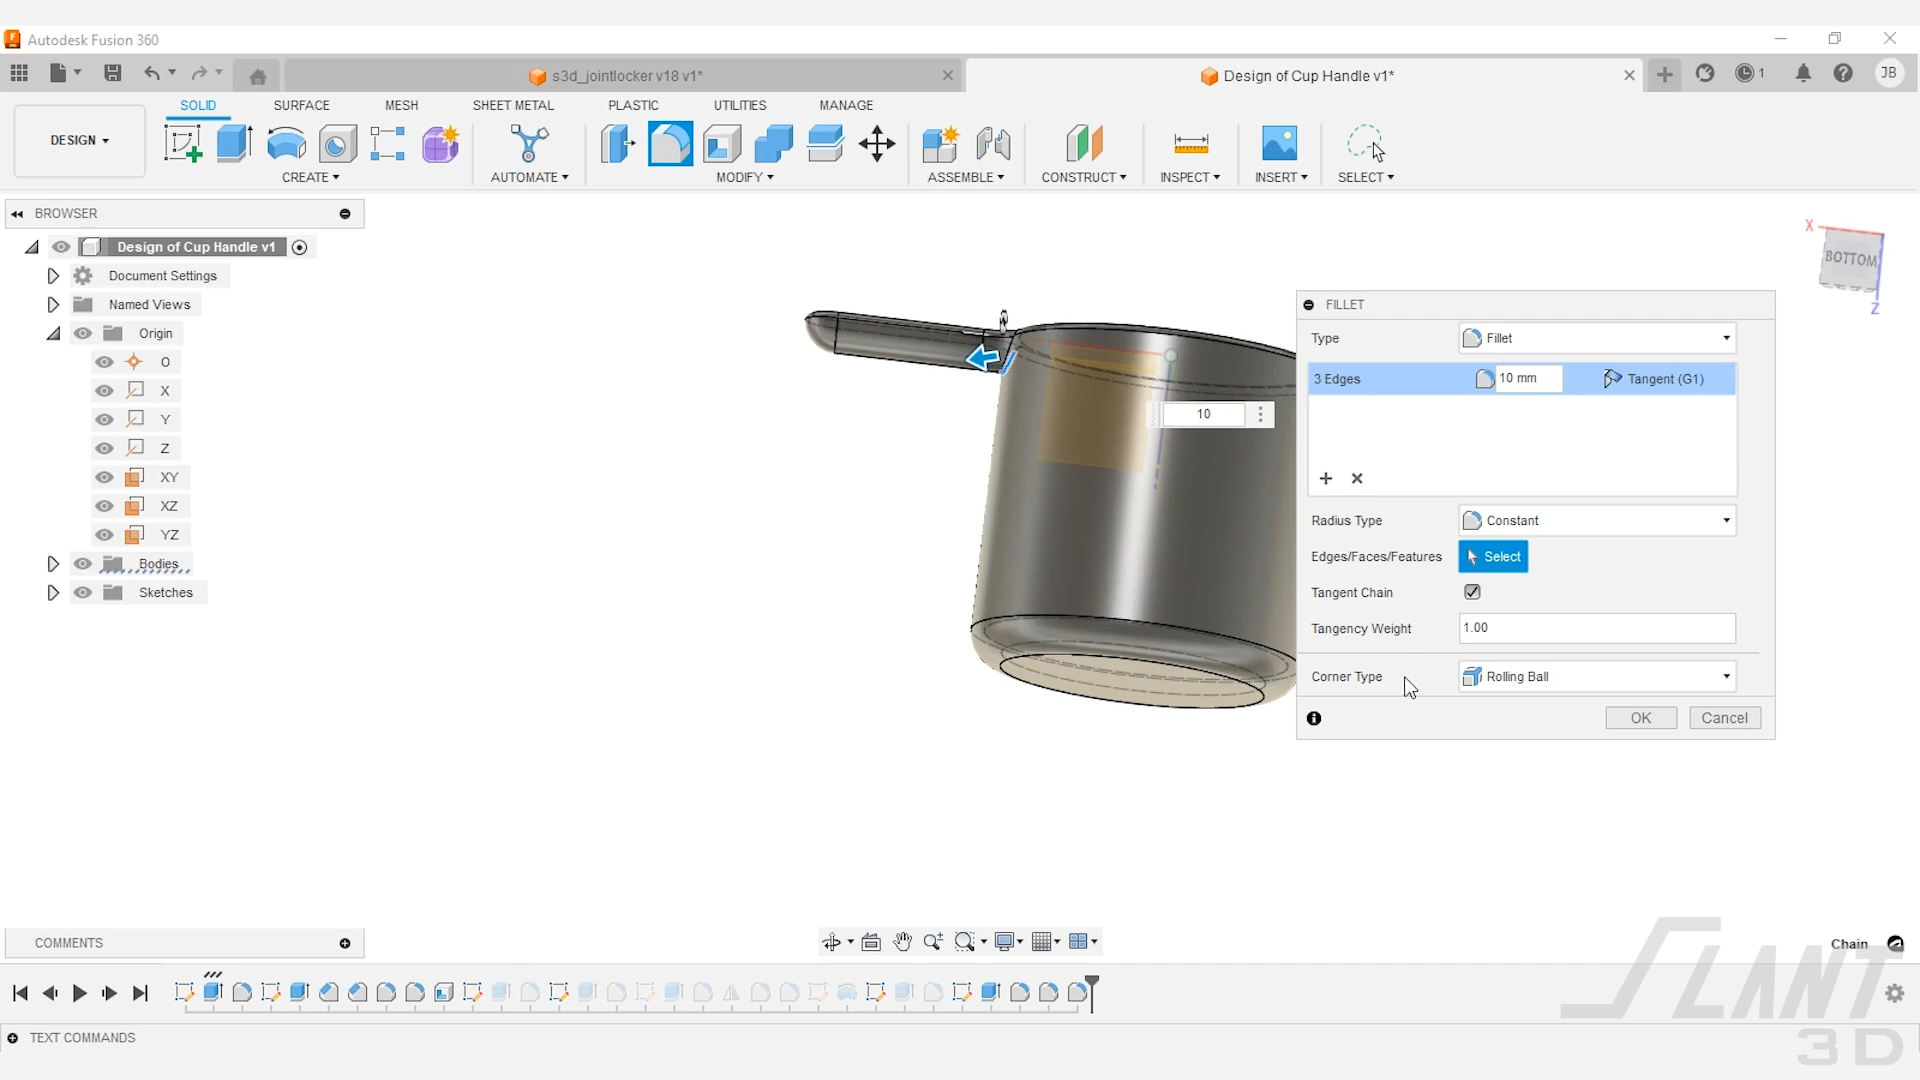 Autodesk Fusion 360
s3d_jointlocker v18 v1*
Design of Cup Handle v1*
1
JB
DESIGN
SOLID
SURFACE
MESH
SHEET METAL
PLASTIC
UTILITIES
MANAGE
CREATE
AUTOMATE
MODIFY
ASSEMBLE
CONSTRUCT
INSPECT
INSERT
SELECT
BROWSER
Design of Cup Handle v1
Document Settings
Named Views
Origin
O
X
Y
Z
XY
XZ
YZ
Bodies
Sketches
X
BOTTOM
Z
10
FILLET
Type
Fillet
3 Edges
10 mm
Tangent (G1)
Radius Type
Constant
Edges/Faces/Features
Select
Tangent Chain
Tangency Weight
1.00
Corner Type
Rolling Ball
OK
Cancel
COMMENTS
Chain
SLANT
3D
TEXT COMMANDS